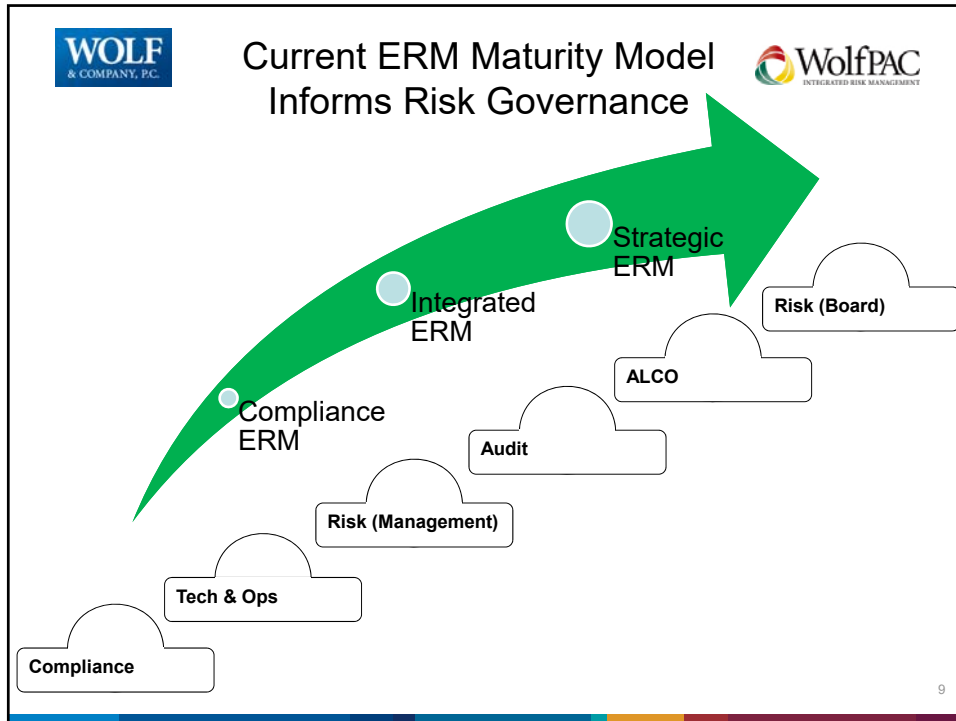 WOLF
& COMPANY, P.C.
Current ERM Maturity Model
Informs Risk Governance
WolfPAC
INTEGRATED RISK MANAGEMENT
Strategic
ERM
Integrated
ERM
Compliance
ERM
Risk (Board)
ALCO
Audit
Risk (Management)
Tech & Ops
Compliance
9